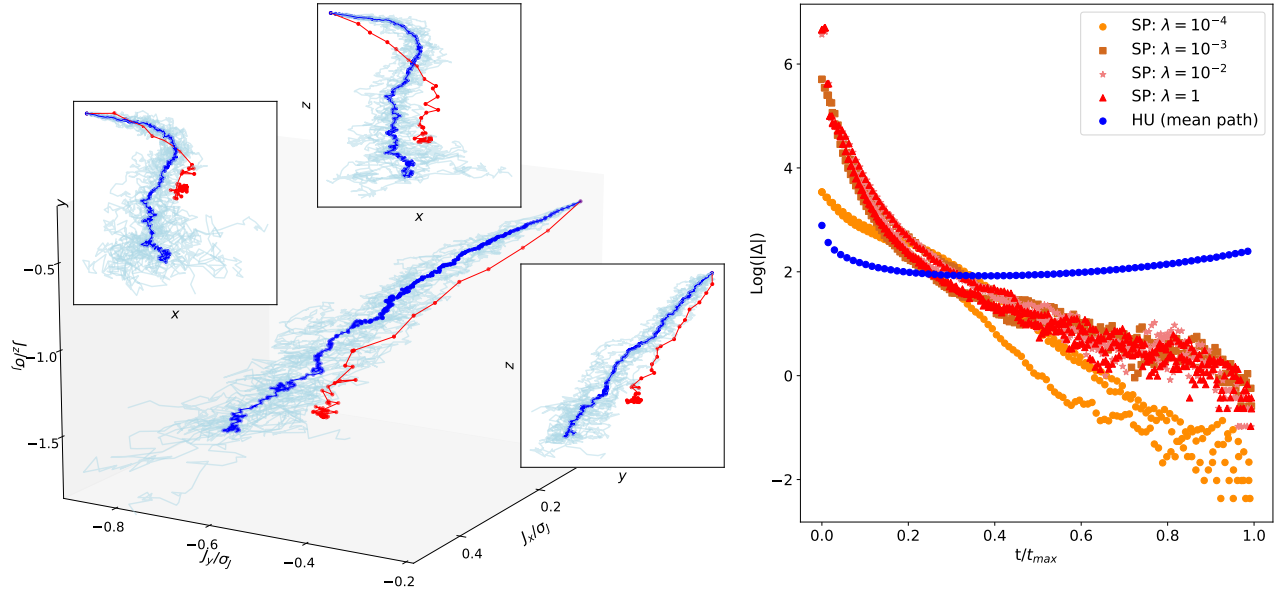 z
x
y
x
z
y
−0.5
−1.0
−1.5
J_z/σ_J
−0.8
−0.6
−0.4
−0.2
J_y/σ_J
0.2
0.4
J_x/σ_J
SP: λ = 10⁻⁴
SP: λ = 10⁻³
SP: λ = 10⁻²
SP: λ = 1
HU (mean path)
6
4
2
0
−2
Log(|Δ|)
0.0 0.2 0.4 0.6 0.8 1.0
t/t_max